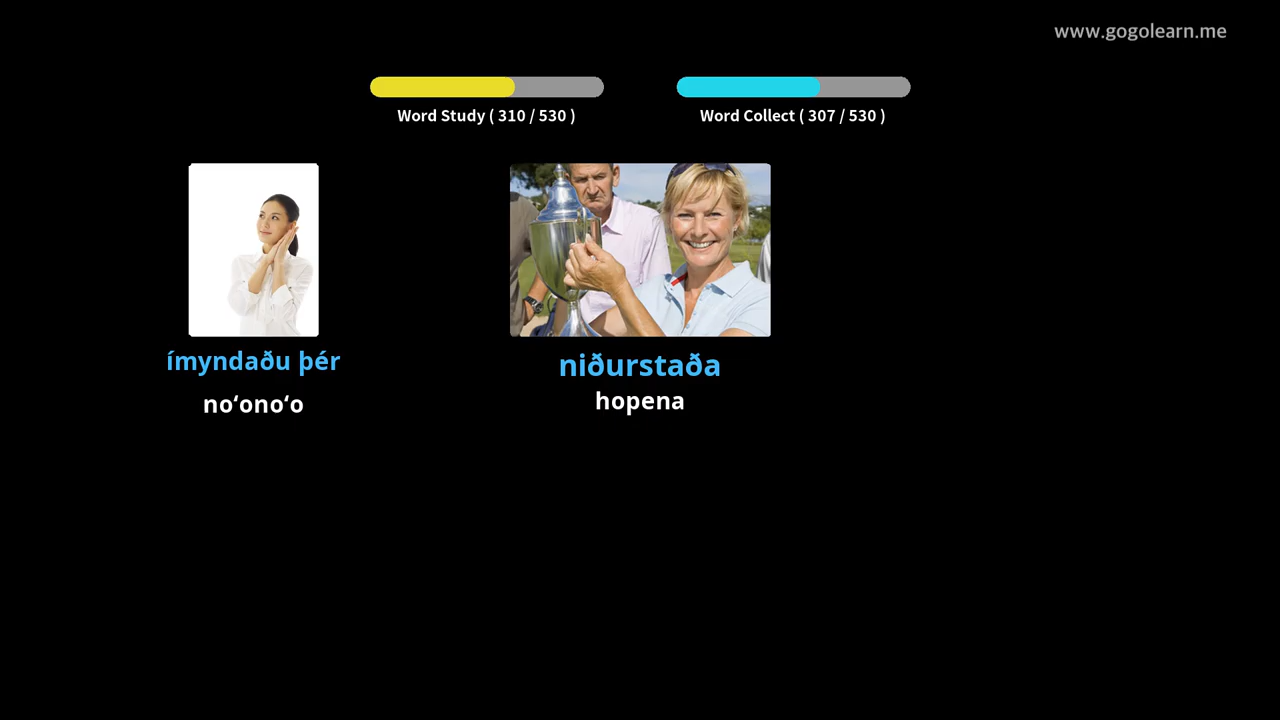 www.gogolearn.me
Word Study ( 310 / 530 )
Word Collect ( 307 / 530 )
ímyndaðu þér
noʻonoʻo
niðurstaða
hopena